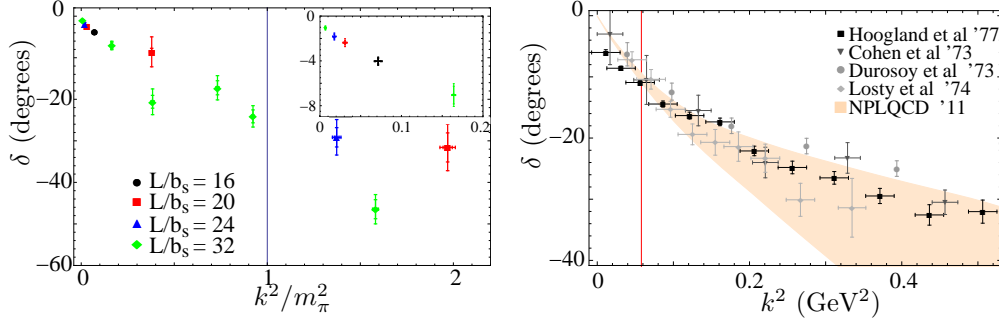 0
−20
−40
−60
0
1
2
δ (degrees)
k²/m_π²
L/b_s = 16
L/b_s = 20
L/b_s = 24
L/b_s = 32
0
−4
−8
0
0.1
0.2
0
−20
−40
0
0.2
0.4
δ (degrees)
k² (GeV²)
Hoogland et al '77
Cohen et al '73
Durosoy et al '73
Losty et al '74
NPLQCD '11